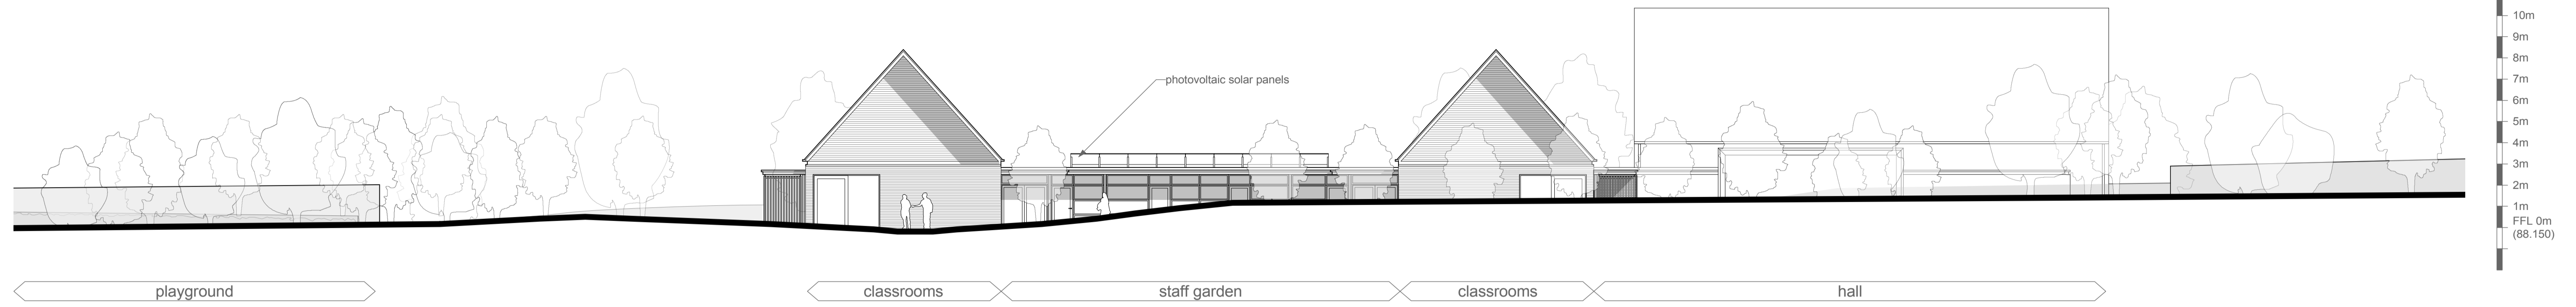 photovoltaic solar panels
10m
9m
8m
7m
6m
5m
4m
3m
2m
1m
FFL 0m
(88.150)
playground
classrooms
staff garden
classrooms
hall